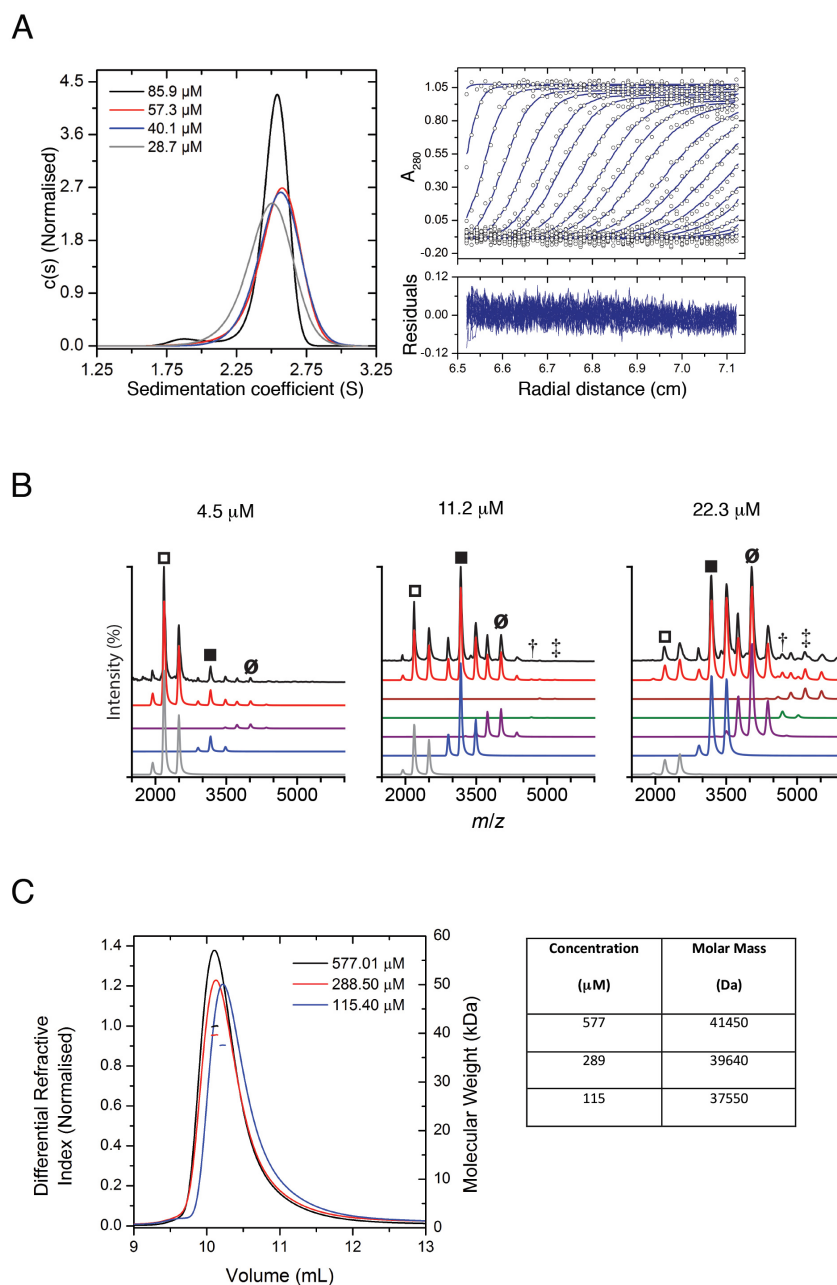 A
4.5
3.6
2.7
1.8
0.9
0.0
c(s) (Normalised)
85.9 µM
57.3 µM
40.1 µM
28.7 µM
1.25 1.75 2.25 2.75 3.25
Sedimentation coefficient (S)
1.05
0.80
0.55
0.30
0.05
-0.20
A280
0.12
0.00
-0.12
Residuals
6.5 6.6 6.7 6.8 6.9 7.0 7.1
Radial distance (cm)
B
4.5 µM 11.2 µM 22.3 µM
Intensity (%)
Ø
Ø † ‡
Ø † ‡
2000 3500 5000 2000 3500 5000 2000 3500 5000
m/z
C
1.4
1.2
1.0
0.8
0.6
0.4
0.2
0.0
Differential Refractive
Index (Normalised)
577.01 µM
288.50 µM
115.40 µM
60
50
40
30
20
10
0
Molecular Weight (kDa)
9 10 11 12 13
Volume (mL)
Concentration Molar Mass
(µM) (Da)
577 41450
289 39640
115 37550